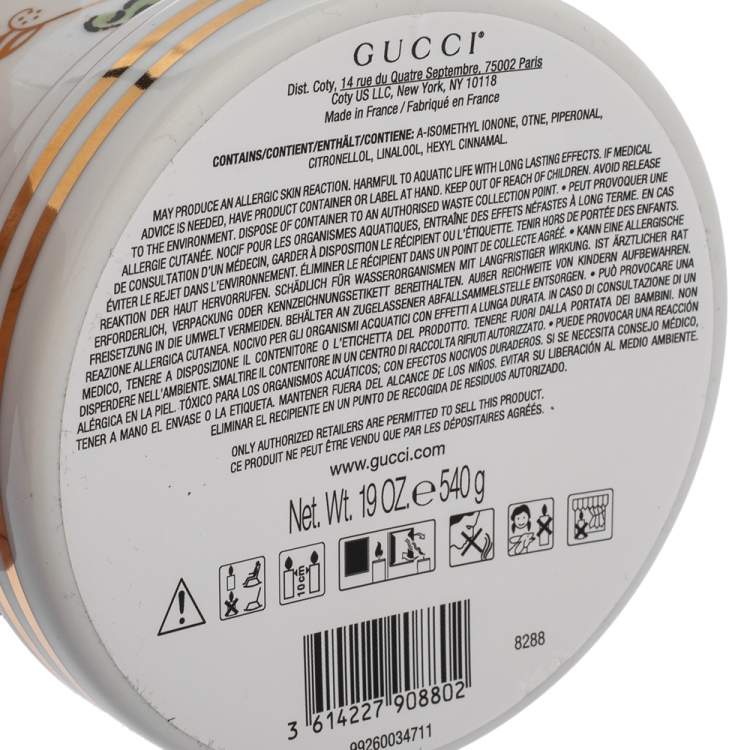 GUCCI®
Dist. Coty, 14 rue du Quatre Septembre, 75002 Paris
Coty US LLC, New York, NY 10118
Made in France / Fabriqué en France
CONTAINS/CONTIENT/ENTHÄLT/CONTIENE: A-ISOMETHYL IONONE, OTNE, PIPERONAL,
CITRONELLOL, LINALOOL, HEXYL CINNAMAL.
MAY PRODUCE AN ALLERGIC SKIN REACTION. HARMFUL TO AQUATIC LIFE WITH LONG LASTING EFFECTS. IF MEDICAL
ADVICE IS NEEDED, HAVE PRODUCT CONTAINER OR LABEL AT HAND. KEEP OUT OF REACH OF CHILDREN. AVOID RELEASE
TO THE ENVIRONMENT. DISPOSE OF CONTAINER TO AN AUTHORISED WASTE COLLECTION POINT. • PEUT PROVOQUER UNE
ALLERGIE CUTANÉE. NOCIF POUR LES ORGANISMES AQUATIQUES, ENTRAÎNE DES EFFETS NÉFASTES À LONG TERME. EN CAS
DE CONSULTATION D'UN MÉDECIN, GARDER À DISPOSITION LE RÉCIPIENT OU L'ÉTIQUETTE. TENIR HORS DE PORTÉE DES ENFANTS.
ÉVITER LE REJET DANS L'ENVIRONNEMENT. ÉLIMINER LE RÉCIPIENT DANS UN POINT DE COLLECTE AGRÉÉ. • KANN EINE ALLERGISCHE
REAKTION DER HAUT HERVORRUFEN. SCHÄDLICH FÜR WASSERORGANISMEN MIT LANGFRISTIGER WIRKUNG. IST ÄRZTLICHER RAT
ERFORDERLICH, VERPACKUNG ODER KENNZEICHNUNGSETIKETT BEREITHALTEN. AUßER REICHWEITE VON KINDERN AUFBEWAHREN.
FREISETZUNG IN DIE UMWELT VERMEIDEN. BEHÄLTER AN ZUGELASSENER ABFALLSAMMELSTELLE ENTSORGEN. • PUÒ PROVOCARE UNA
REAZIONE ALLERGICA CUTANEA. NOCIVO PER GLI ORGANISMI ACQUATICI CON EFFETTI A LUNGA DURATA. IN CASO DI CONSULTAZIONE DI UN
MEDICO, TENERE A DISPOSIZIONE IL CONTENITORE O L'ETICHETTA DEL PRODOTTO. TENERE FUORI DALLA PORTATA DEI BAMBINI. NON
DISPERDERE NELL'AMBIENTE. SMALTIRE IL CONTENITORE IN UN CENTRO DI RACCOLTA RIFIUTI AUTORIZZATO. • PUEDE PROVOCAR UNA REACCIÓN
ALÉRGICA EN LA PIEL. TÓXICO PARA LOS ORGANISMOS ACUÁTICOS; CON EFECTOS NOCIVOS DURADEROS. SI SE NECESITA CONSEJO MÉDICO,
TENER A MANO EL ENVASE O LA ETIQUETA. MANTENER FUERA DEL ALCANCE DE LOS NIÑOS. EVITAR SU LIBERACIÓN AL MEDIO AMBIENTE.
ELIMINAR EL RECIPIENTE EN UN PUNTO DE RECOGIDA DE RESIDUOS AUTORIZADO.
ONLY AUTHORIZED RETAILERS ARE PERMITTED TO SELL THIS PRODUCT.
CE PRODUIT NE PEUT ÊTRE VENDU QUE PAR LES DÉPOSITAIRES AGRÉÉS.
www.gucci.com
Net. Wt. 19 OZ. ℮ 540 g
10 cm
8288
3 614227 908802
99260034711